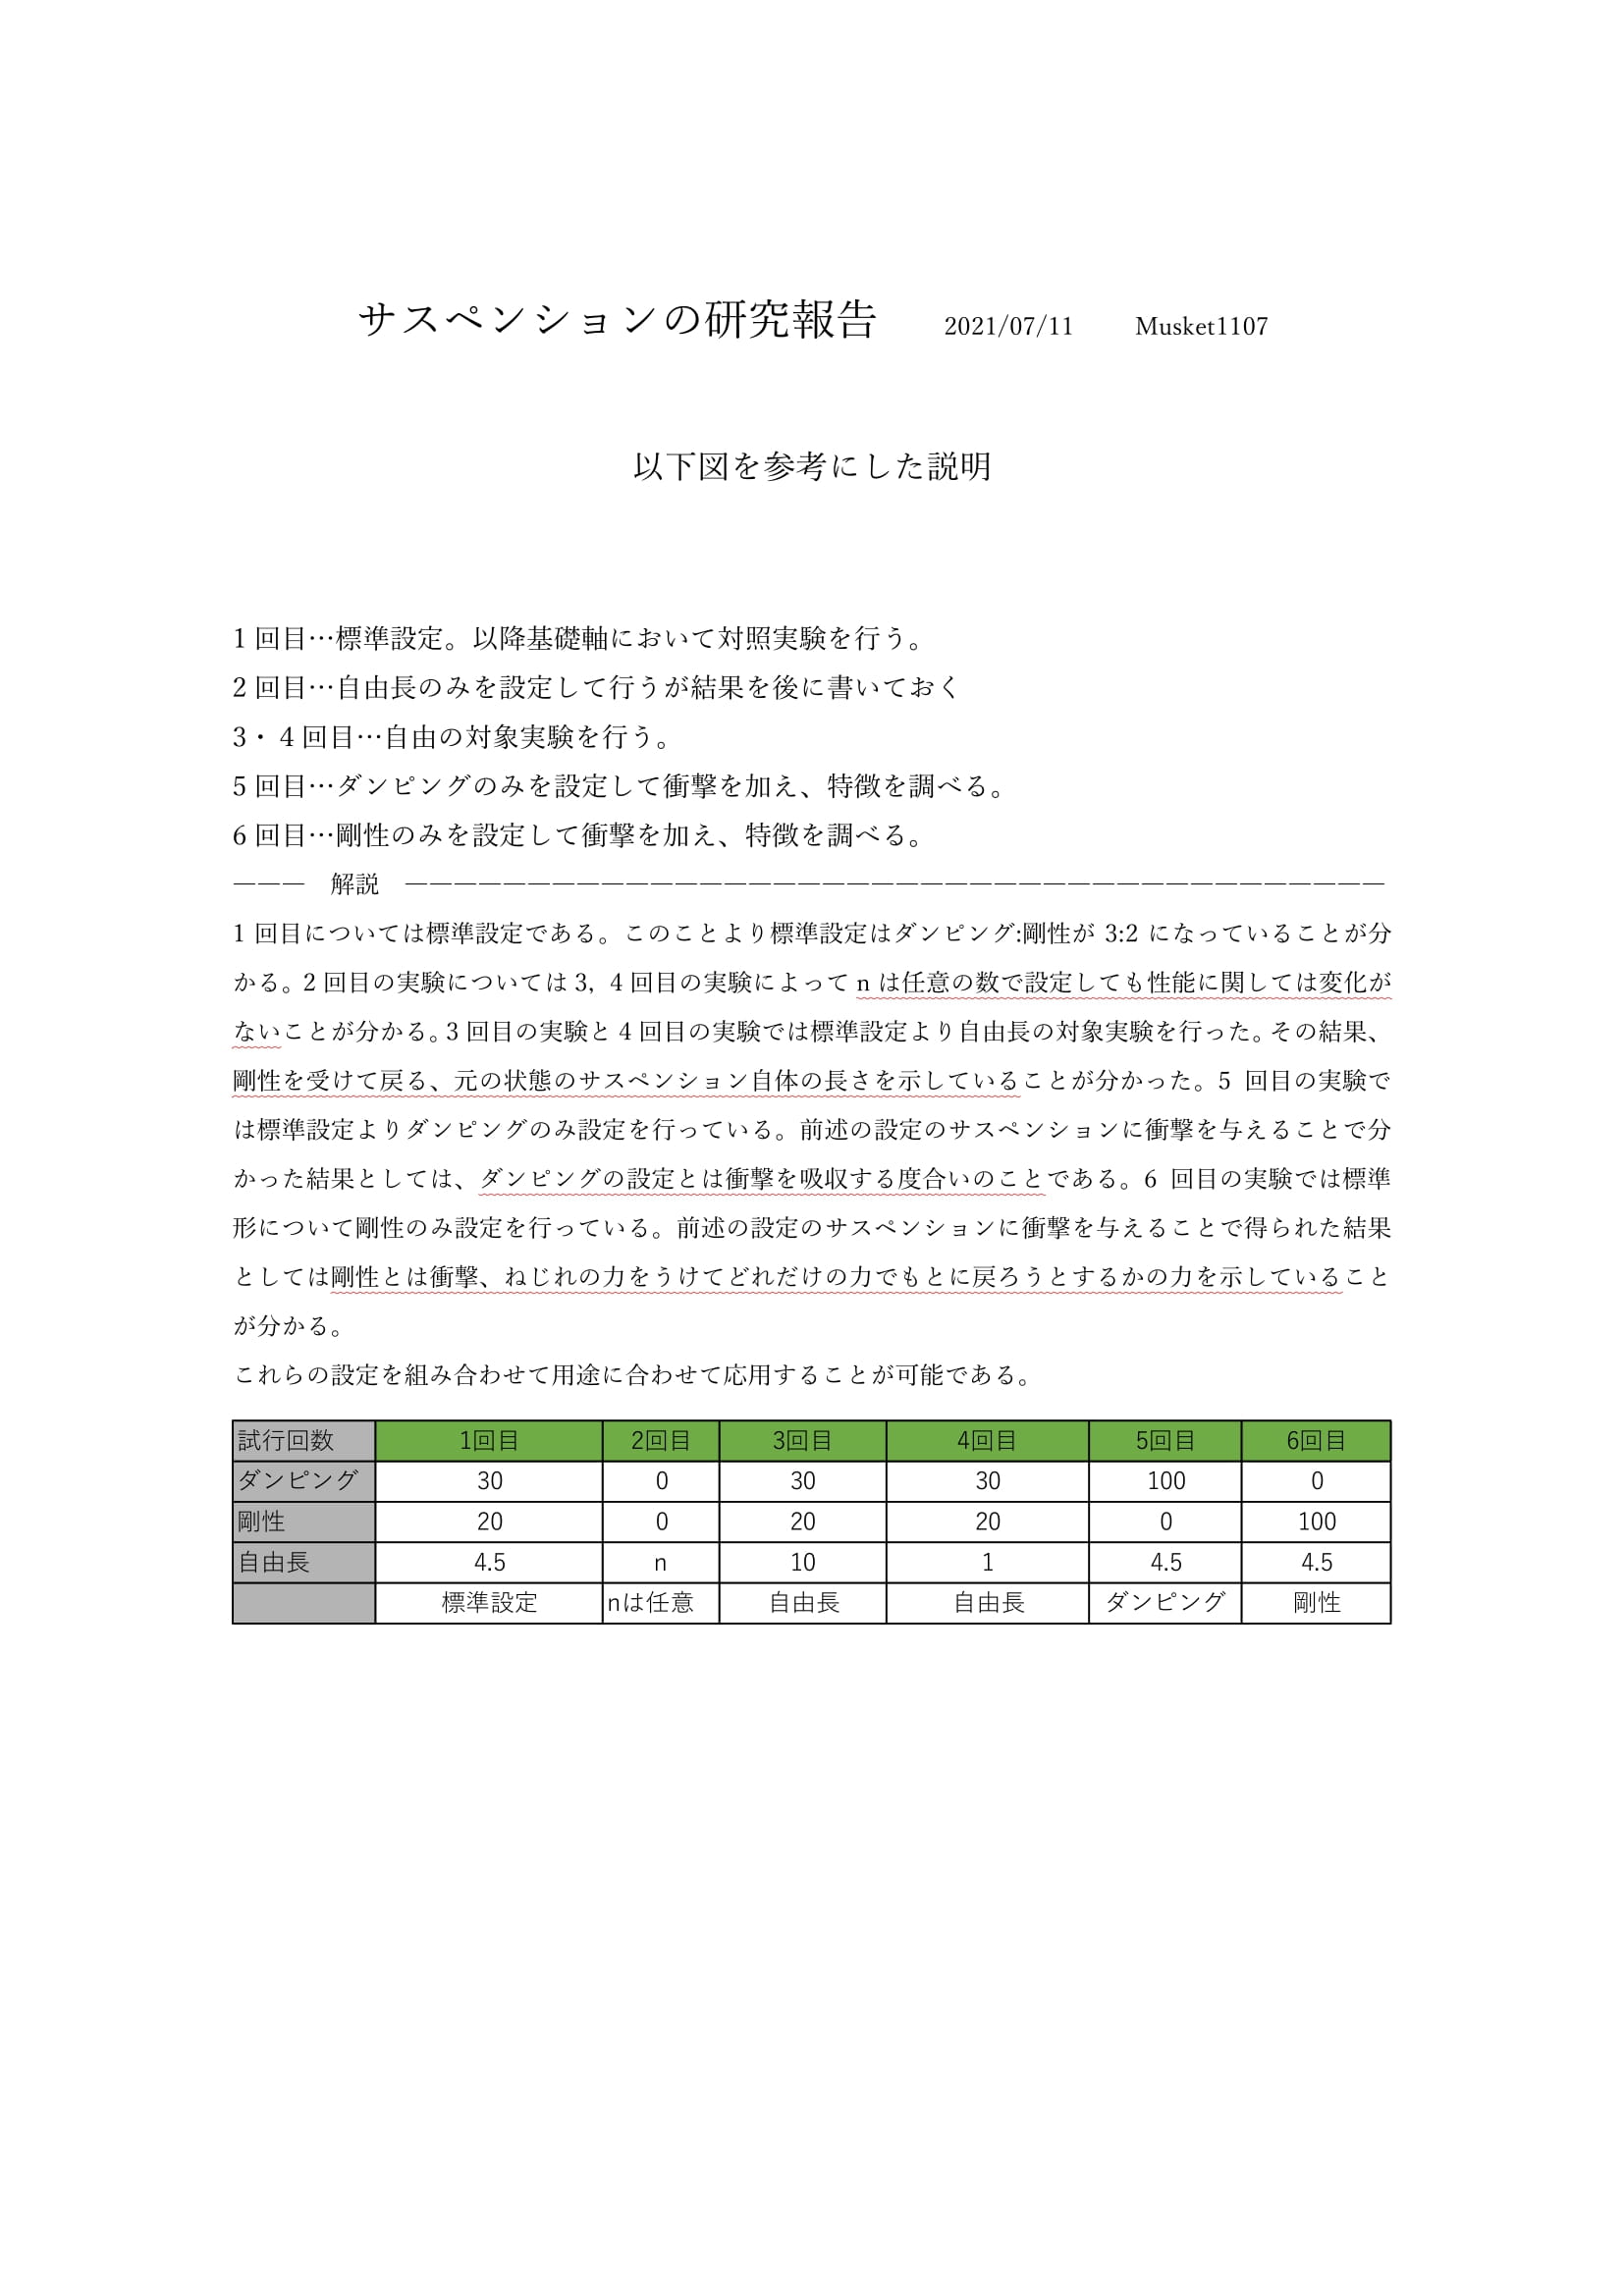 サスペンションの研究報告 2021/07/11 Musket1107
以下図を参考にした説明
1 回目…標準設定。以降基礎軸において対照実験を行う。
2 回目…自由長のみを設定して行うが結果を後に書いておく
3・４回目…自由の対象実験を行う。
5 回目…ダンピングのみを設定して衝撃を加え、特徴を調べる。
6 回目…剛性のみを設定して衝撃を加え、特徴を調べる。
――― 解説 ――――――――――――――――――――――――――――――――――――――――
1 回目については標準設定である。このことより標準設定はダンピング:剛性が 3:2 になっていることが分
かる。2 回目の実験については 3，4 回目の実験によって n は任意の数で設定しても性能に関しては変化が
ないことが分かる。3 回目の実験と 4 回目の実験では標準設定より自由長の対象実験を行った。その結果、
剛性を受けて戻る、元の状態のサスペンション自体の長さを示していることが分かった。5 回目の実験で
は標準設定よりダンピングのみ設定を行っている。前述の設定のサスペンションに衝撃を与えることで分
かった結果としては、ダンピングの設定とは衝撃を吸収する度合いのことである。6 回目の実験では標準
形について剛性のみ設定を行っている。前述の設定のサスペンションに衝撃を与えることで得られた結果
としては剛性とは衝撃、ねじれの力をうけてどれだけの力でもとに戻ろうとするかの力を示していること
が分かる。
これらの設定を組み合わせて用途に合わせて応用することが可能である。
試行回数 1回目 2回目 3回目 4回目 5回目 6回目
ダンピング 30 0 30 30 100 0
剛性 20 0 20 20 0 100
自由長 4.5 n 10 1 4.5 4.5
標準設定 nは任意 自由長 自由長 ダンピング 剛性